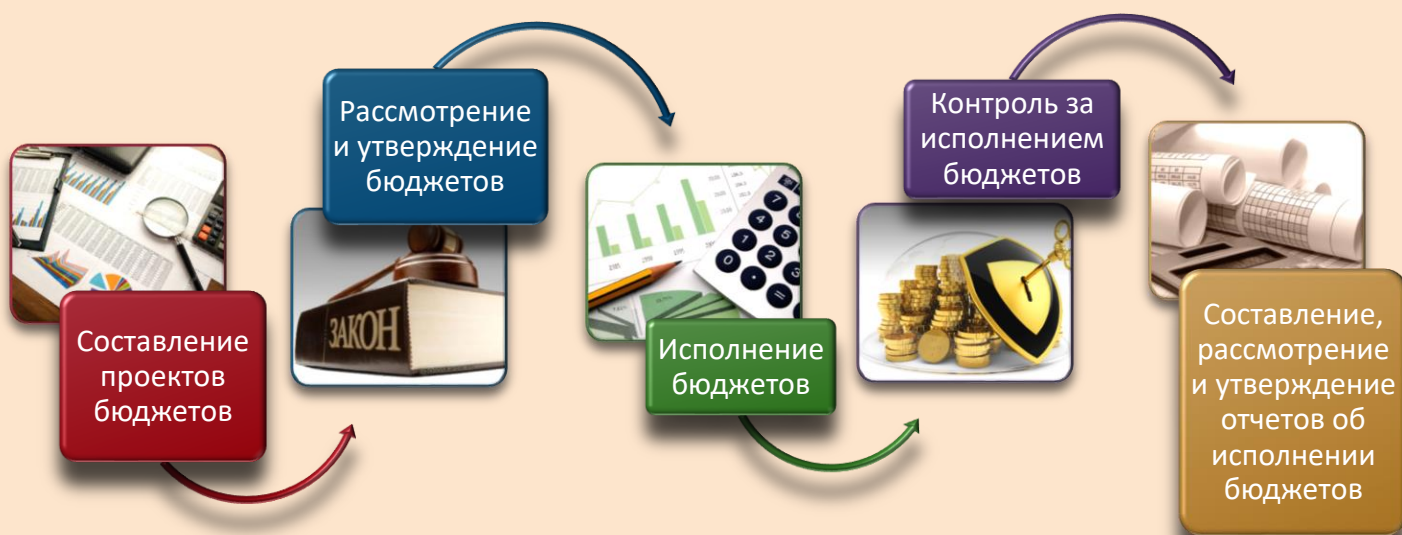 Составление
проектов
бюджетов
Рассмотрение
и утверждение
бюджетов
ЗАКОН
Исполнение
бюджетов
Контроль за
исполнением
бюджетов
Составление,
рассмотрение
и утверждение
отчетов об
исполнении
бюджетов